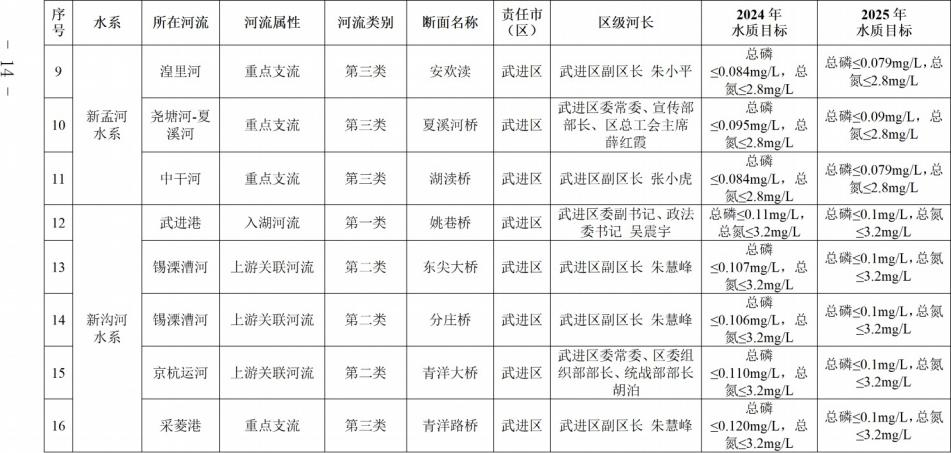 - 14 -
序号 水系 所在河流 河流属性 河流类别 断面名称 责任市（区） 区级河长 2024 年水质目标 2025 年水质目标
9 新孟河水系 湟里河 重点支流 第三类 安欢渎 武进区 武进区副区长 朱小平 总磷≤0.084mg/L，总氮≤2.8mg/L 总磷≤0.079mg/L，总氮≤2.8mg/L
10 尧塘河-夏溪河 重点支流 第三类 夏溪河桥 武进区 武进区委常委、宣传部部长、区总工会主席 薛红霞 总磷≤0.095mg/L，总氮≤2.8mg/L 总磷≤0.09mg/L，总氮≤2.8mg/L
11 中干河 重点支流 第三类 湖渎桥 武进区 武进区副区长 张小虎 总磷≤0.084mg/L，总氮≤2.8mg/L 总磷≤0.079mg/L，总氮≤2.8mg/L
12 新沟河水系 武进港 入湖河流 第一类 姚巷桥 武进区 武进区委副书记、政法委书记 吴震宇 总磷≤0.11mg/L，总氮≤3.2mg/L 总磷≤0.1mg/L，总氮≤3.2mg/L
13 锡溧漕河 上游关联河流 第二类 东尖大桥 武进区 武进区副区长 朱慧峰 总磷≤0.107mg/L，总氮≤3.2mg/L 总磷≤0.1mg/L，总氮≤3.2mg/L
14 锡溧漕河 上游关联河流 第二类 分庄桥 武进区 武进区副区长 朱慧峰 总磷≤0.106mg/L，总氮≤3.2mg/L 总磷≤0.1mg/L，总氮≤3.2mg/L
15 京杭运河 上游关联河流 第二类 青洋大桥 武进区 武进区委常委、区委组织部部长、统战部部长 胡泊 总磷≤0.110mg/L，总氮≤3.2mg/L 总磷≤0.1mg/L，总氮≤3.2mg/L
16 采菱港 重点支流 第三类 青洋路桥 武进区 武进区副区长 朱慧峰 总磷≤0.120mg/L，总氮≤3.2mg/L 总磷≤0.1mg/L，总氮≤3.2mg/L